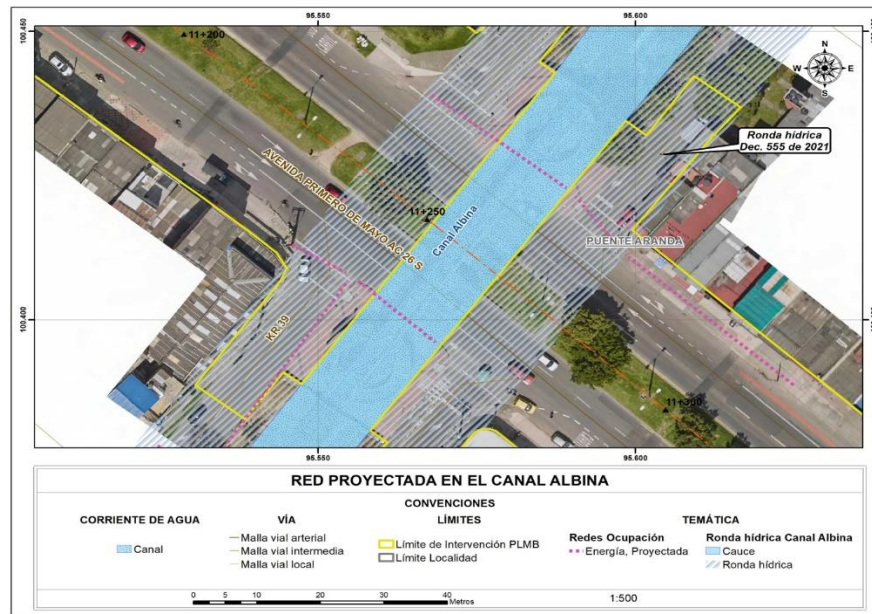 95.550
95.600
100.450
11+200
N
W E
S
Ronda hídrica
Dec. 555 de 2021
AVENIDA PRIMERO DE MAYO AC 26 S
11+250
Canal Albina
PUENTE ARANDA
100.400
KR 39
11+300
95.550
95.600
RED PROYECTADA EN EL CANAL ALBINA
CONVENCIONES
CORRIENTE DE AGUA
VÍA
LÍMITES
TEMÁTICA
Canal
Malla vial arterial
Malla vial intermedia
Malla vial local
Límite de Intervención PLMB
Límite Localidad
Redes Ocupación
Energía, Proyectada
Ronda hídrica Canal Albina
Cauce
Ronda hídrica
0 5 10 20 30 40
Metros
1:500